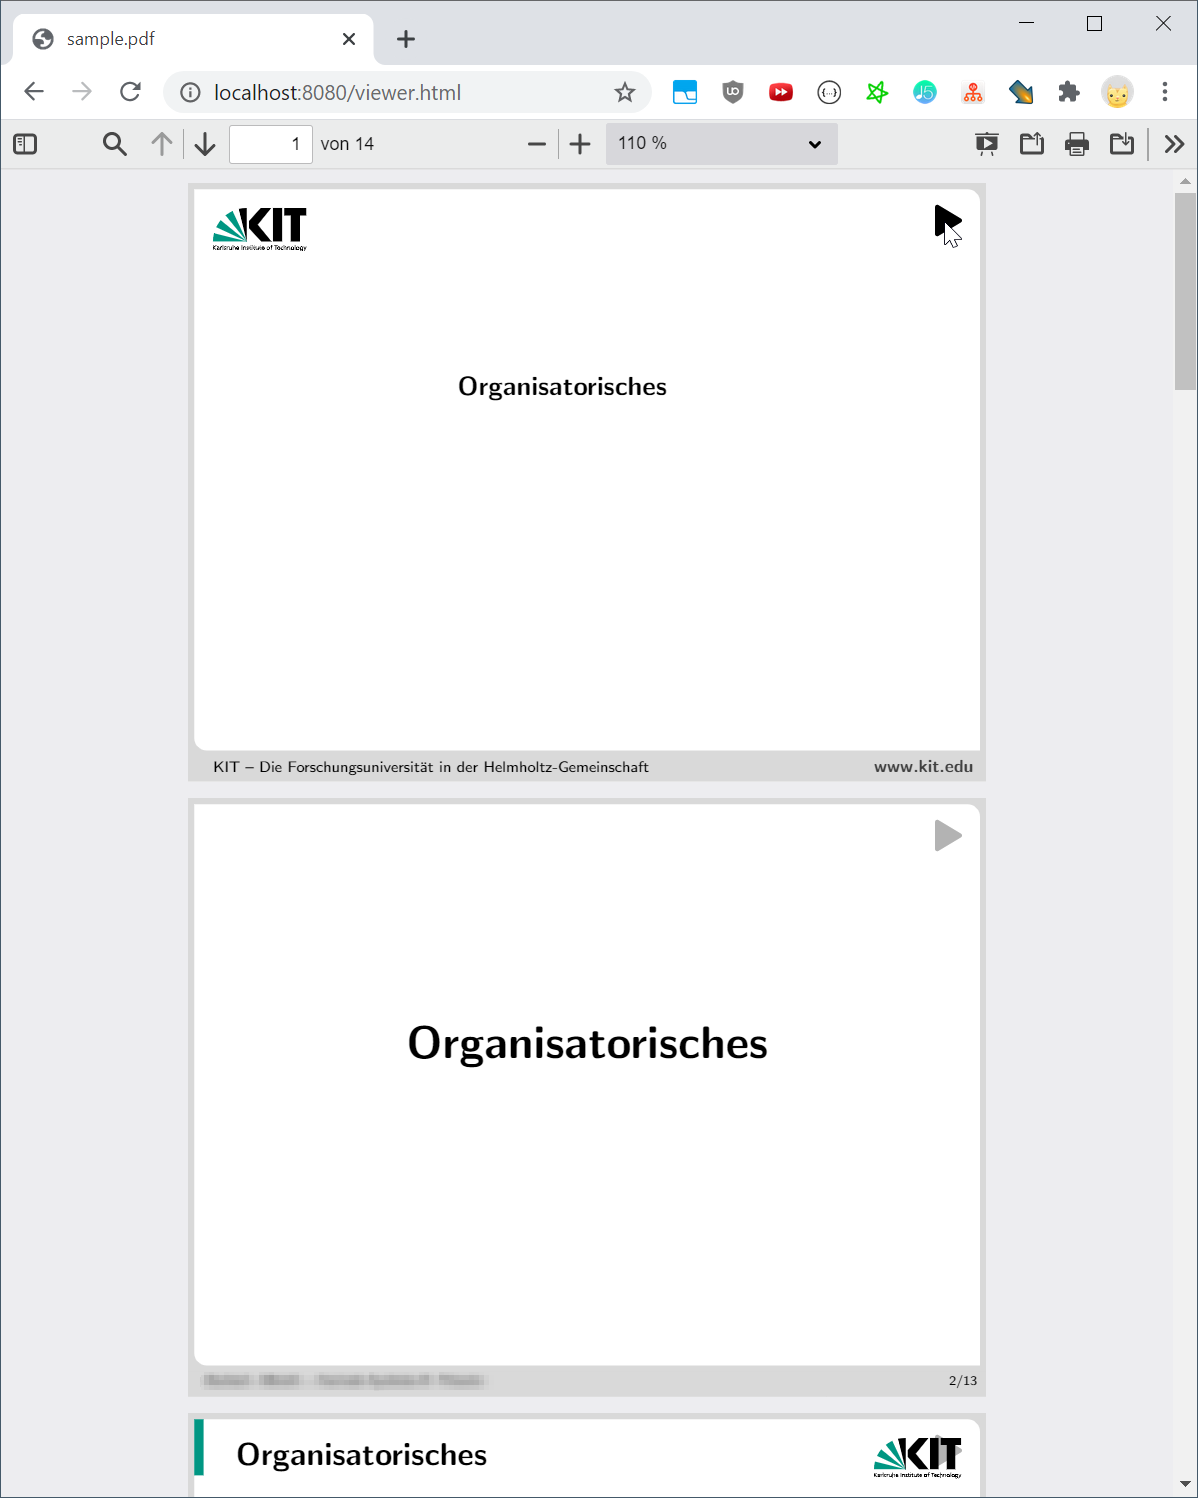 sample.pdf
localhost:8080/viewer.html
1 von 14
110 %
KIT
Karlsruhe Institute of Technology
Organisatorisches
KIT – Die Forschungsuniversität in der Helmholtz-Gemeinschaft
www.kit.edu
Organisatorisches
2/13
Organisatorisches
KIT
Karlsruhe Institute of Technology